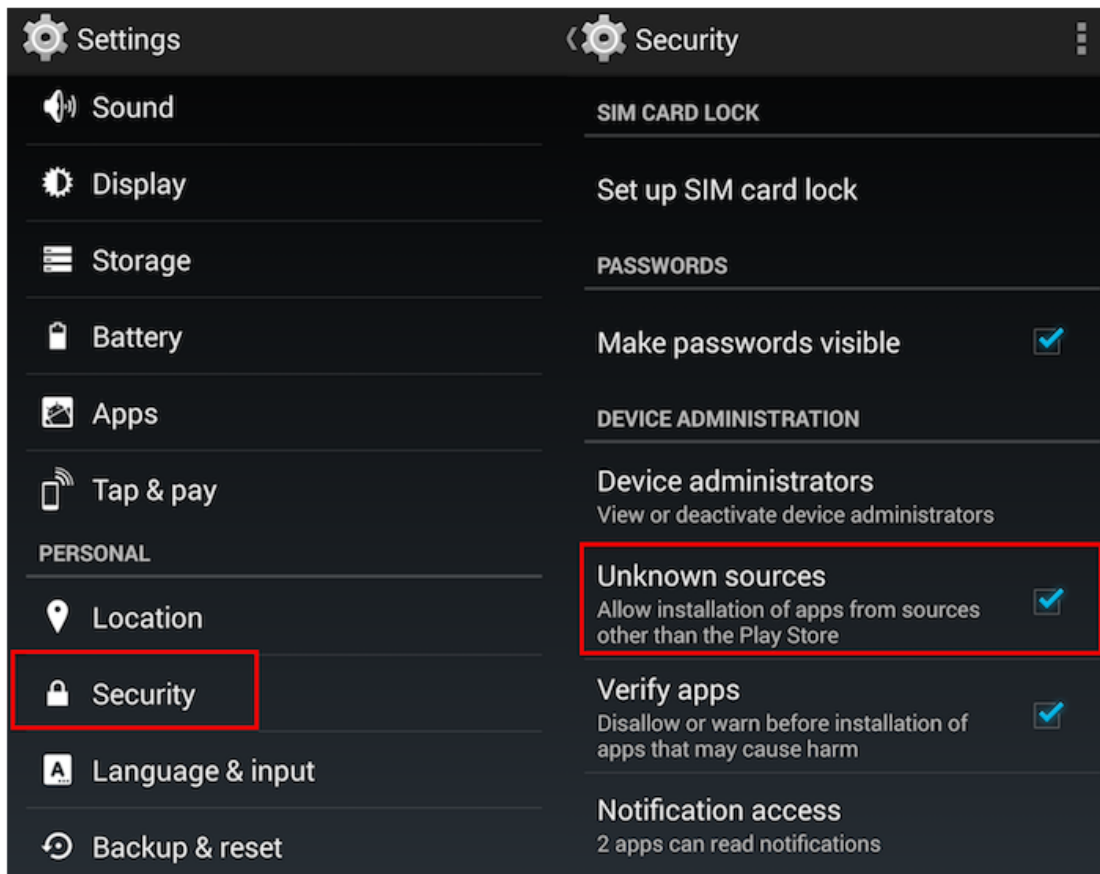 Settings
Sound
Display
Storage
Battery
Apps
Tap & pay
PERSONAL
Location
Security
Language & input
Backup & reset
Security
SIM CARD LOCK
Set up SIM card lock
PASSWORDS
Make passwords visible
DEVICE ADMINISTRATION
Device administrators
View or deactivate device administrators
Unknown sources
Allow installation of apps from sources
other than the Play Store
Verify apps
Disallow or warn before installation of
apps that may cause harm
Notification access
2 apps can read notifications